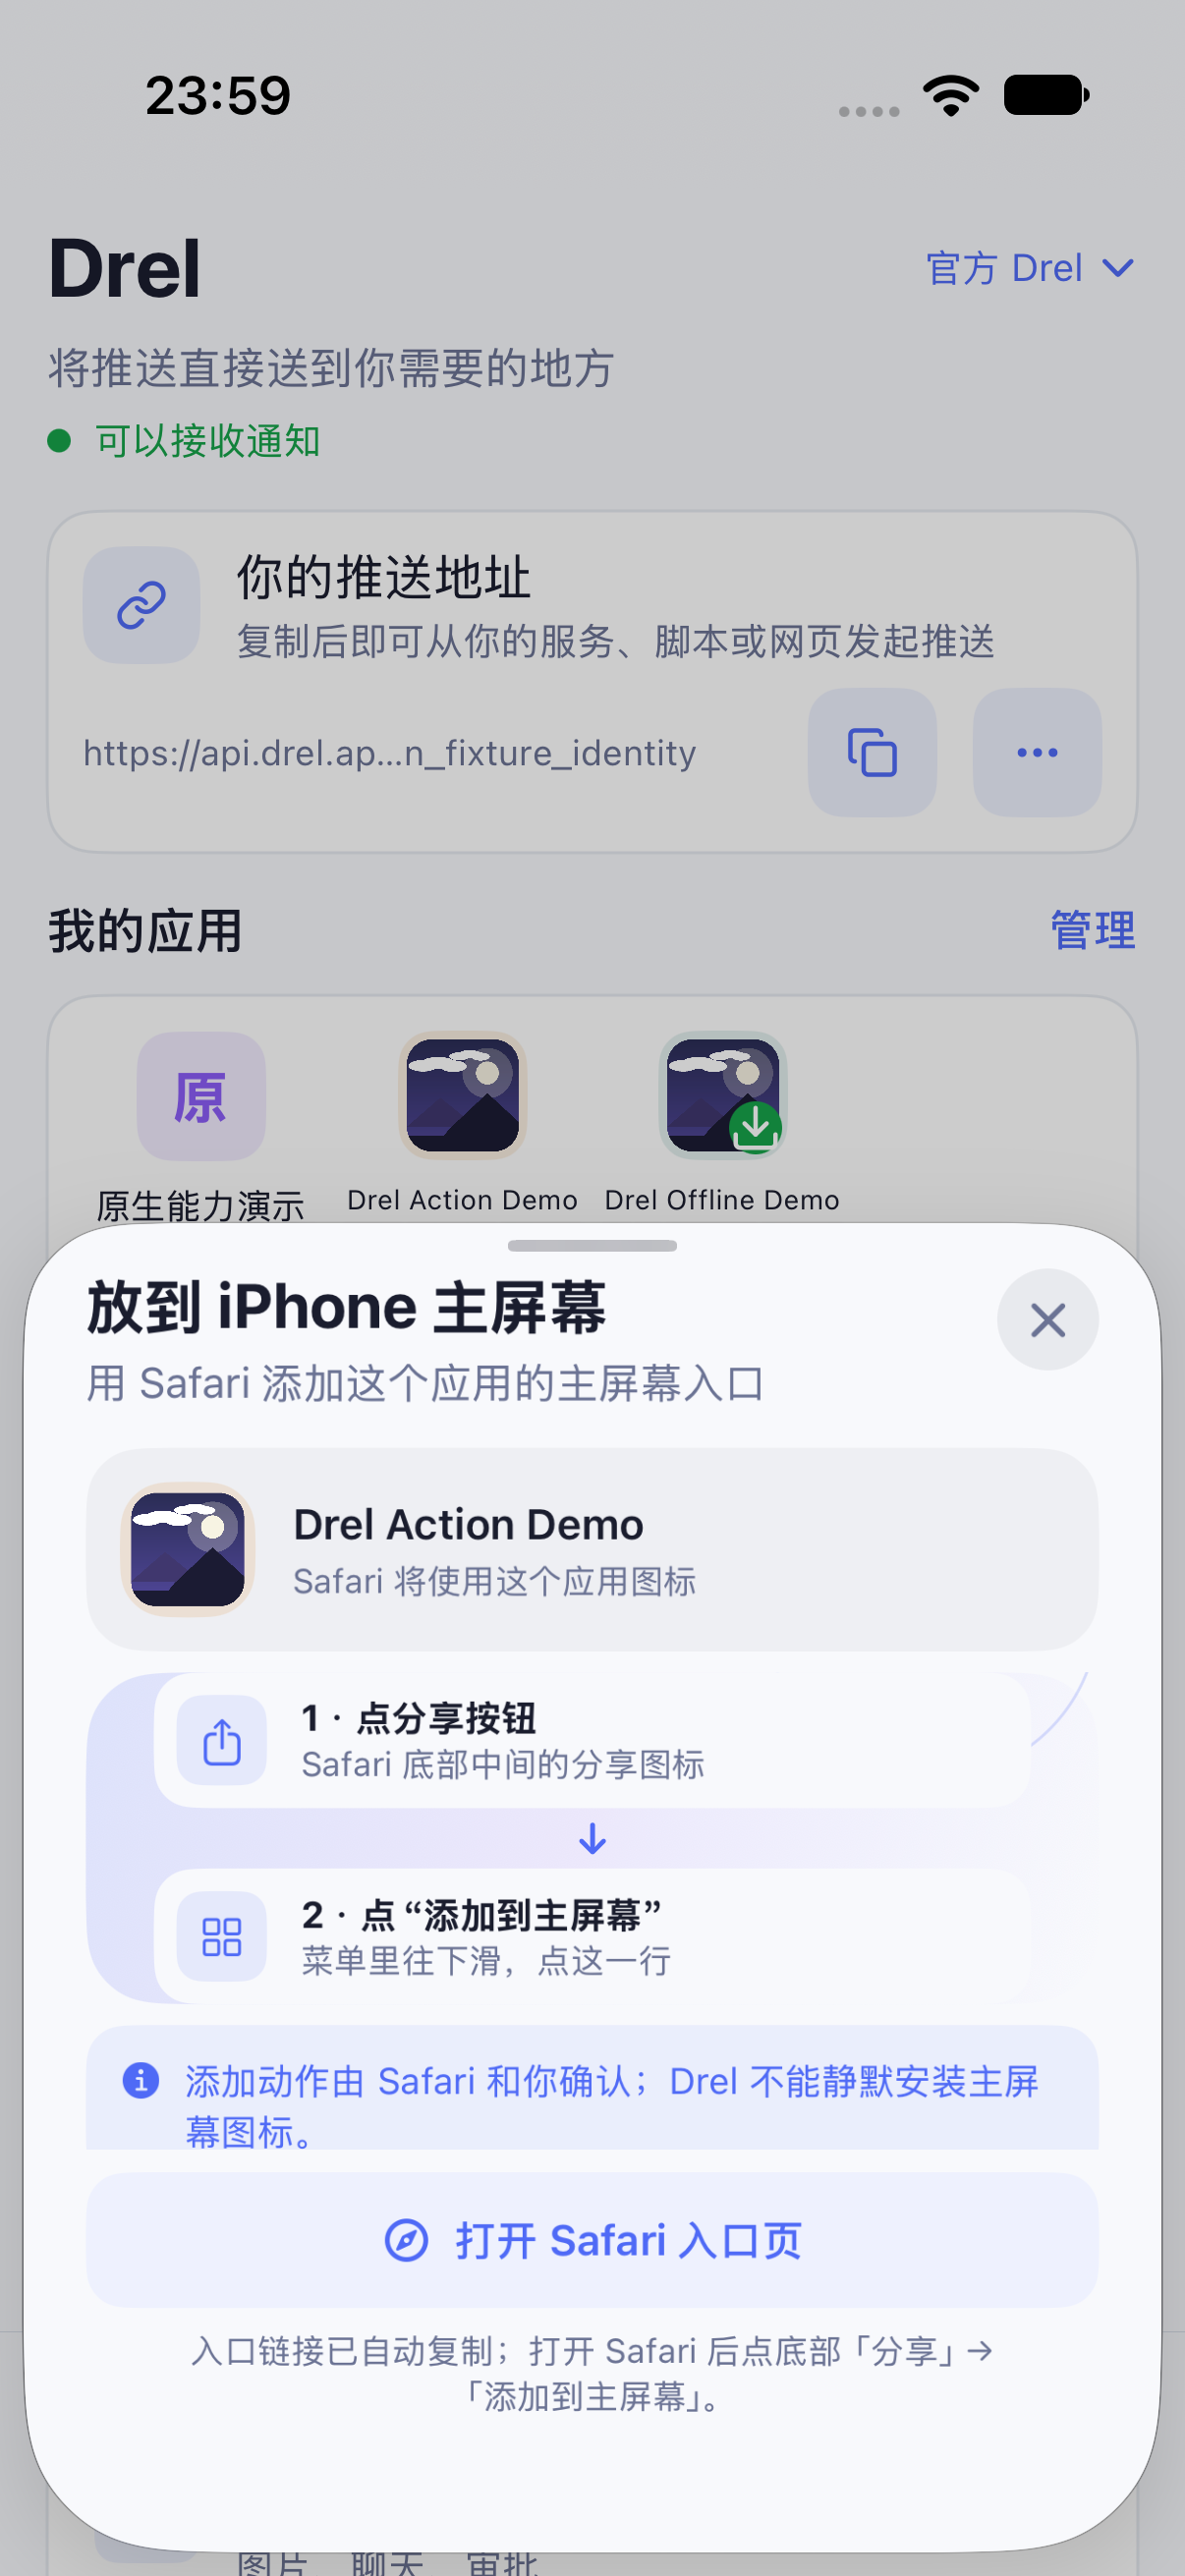 23:59
Drel
官方 Drel
将推送直接送到你需要的地方
可以接收通知
你的推送地址
复制后即可从你的服务、脚本或网页发起推送
https://api.drel.ap...n_fixture_identity
我的应用
管理
原
原生能力演示
Drel Action Demo
Drel Offline Demo
放到 iPhone 主屏幕
用 Safari 添加这个应用的主屏幕入口
Drel Action Demo
Safari 将使用这个应用图标
1 · 点分享按钮
Safari 底部中间的分享图标
2 · 点 “添加到主屏幕”
菜单里往下滑，点这一行
添加动作由 Safari 和你确认；Drel 不能静默安装主屏
幕图标。
打开 Safari 入口页
入口链接已自动复制；打开 Safari 后点底部「分享」→
「添加到主屏幕」。
图片、聊天、审批